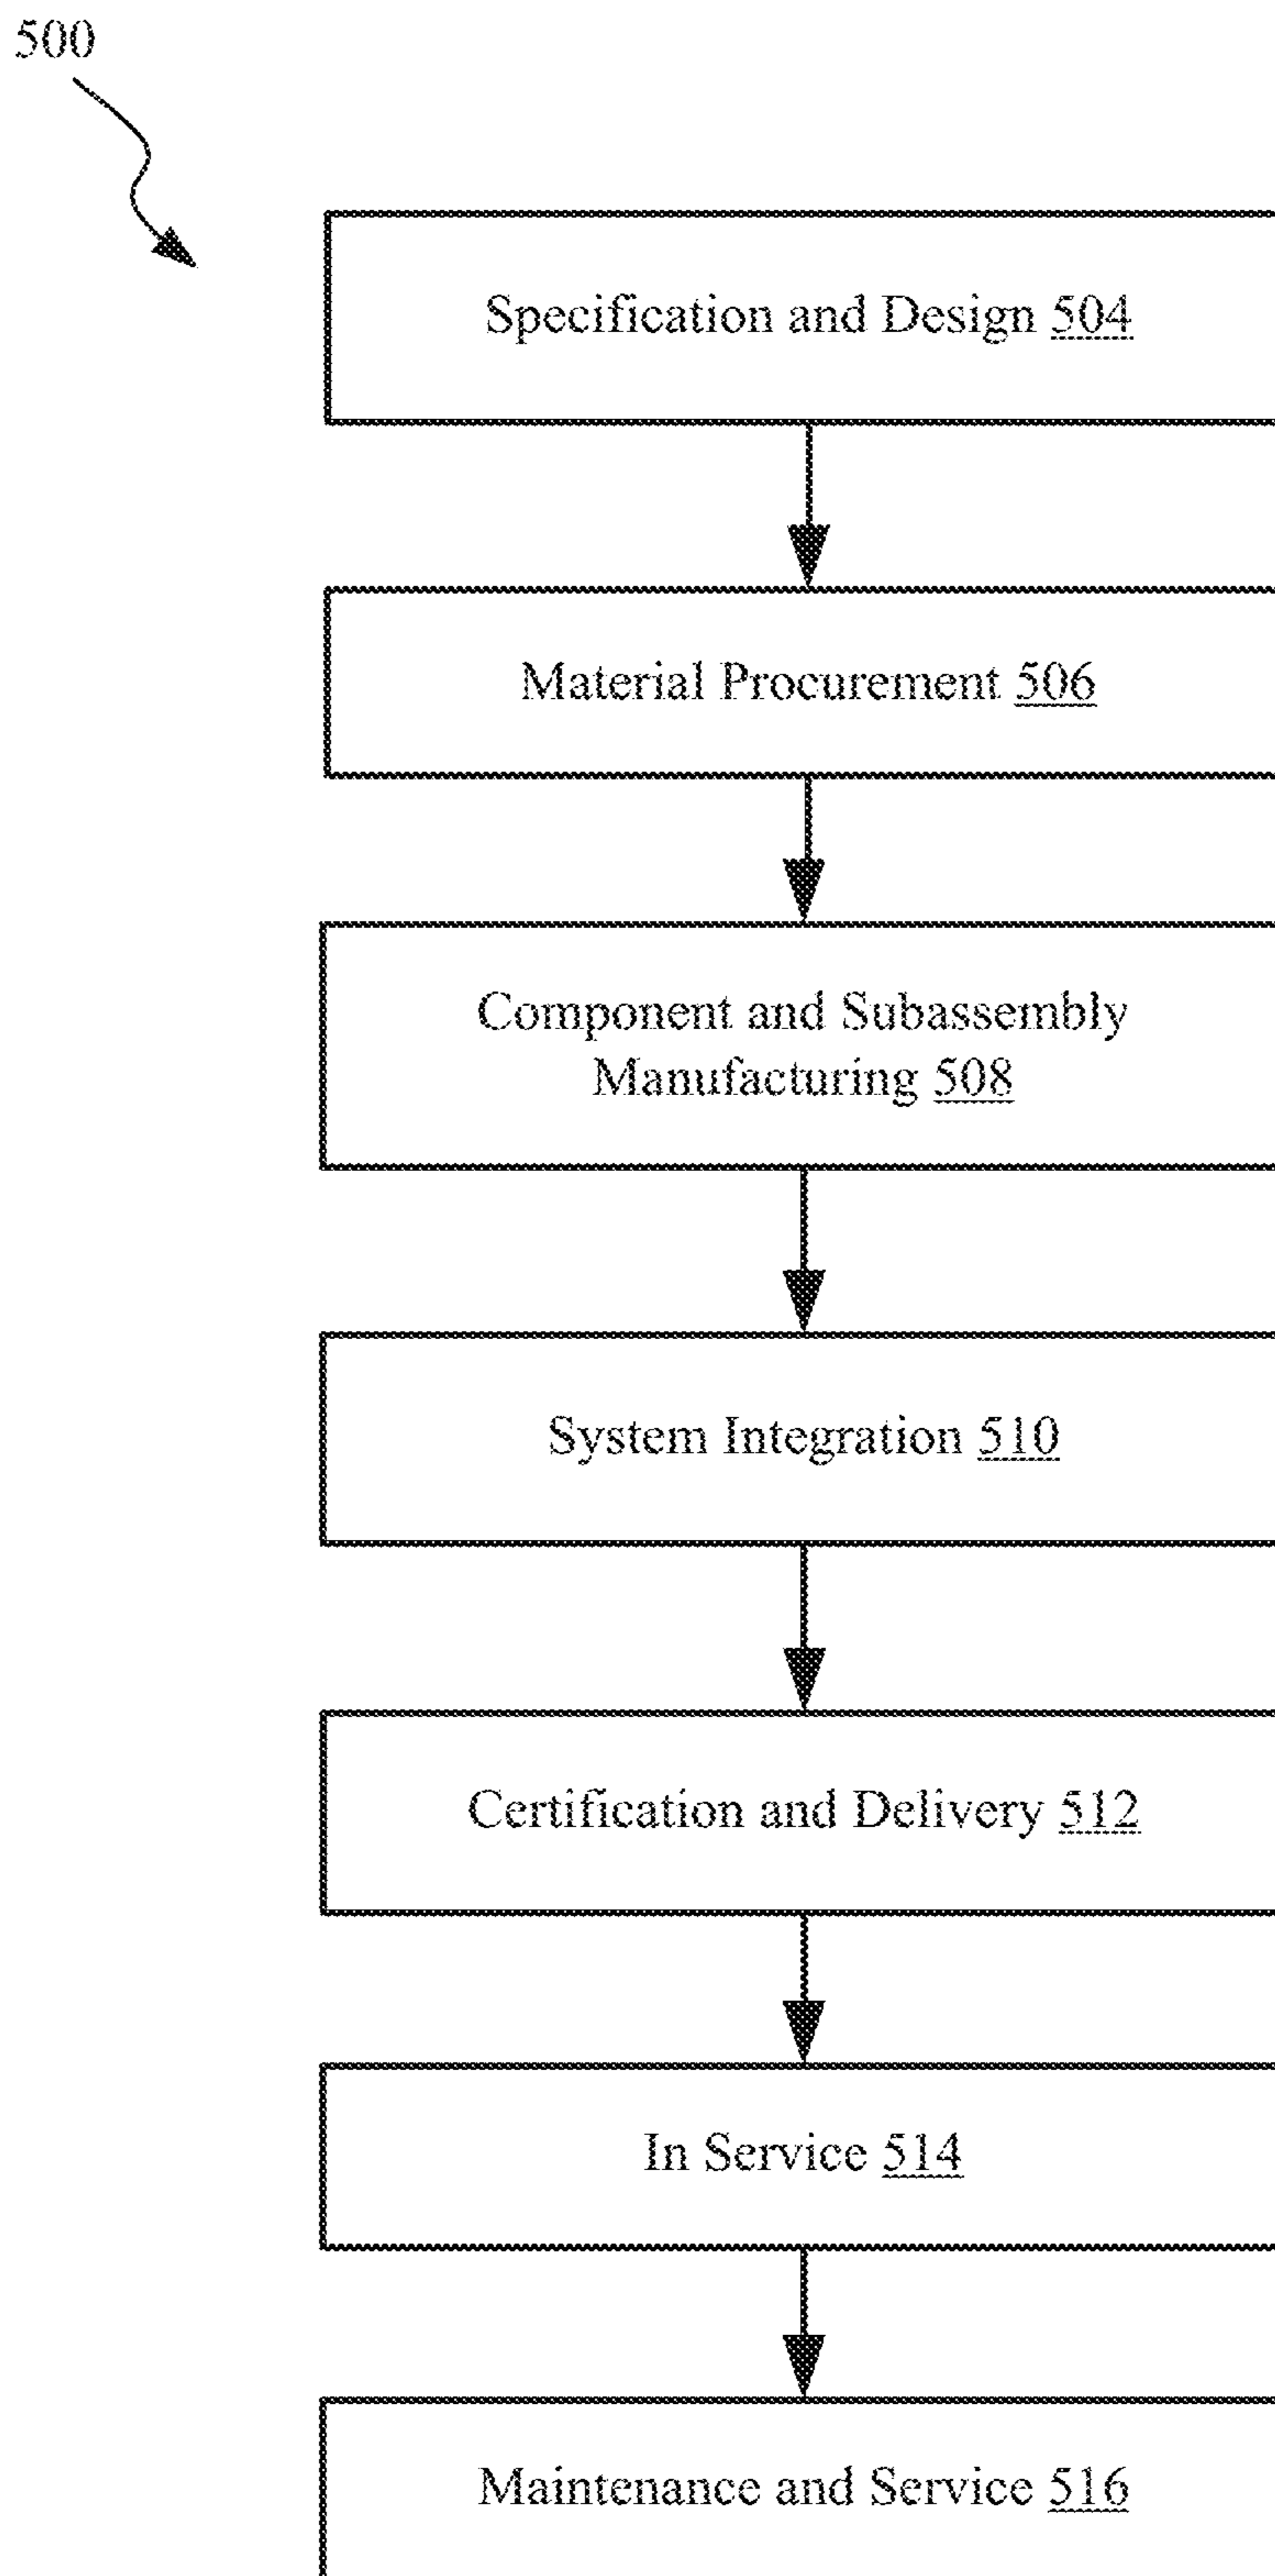 500
Specification and Design 504
Material Procurement 506
Component and Subassembly
Manufacturing 508
System Integration 510
Certification and Delivery 512
In Service 514
Maintenance and Service 516